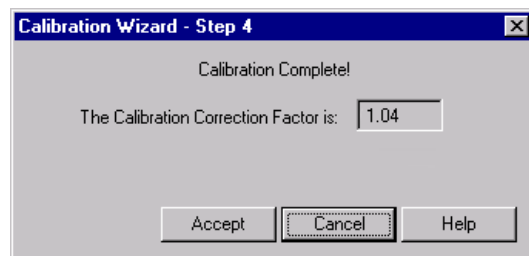 Calibration Wizard - Step 4
Calibration Complete!
The Calibration Correction Factor is: 1.04
Accept Cancel Help